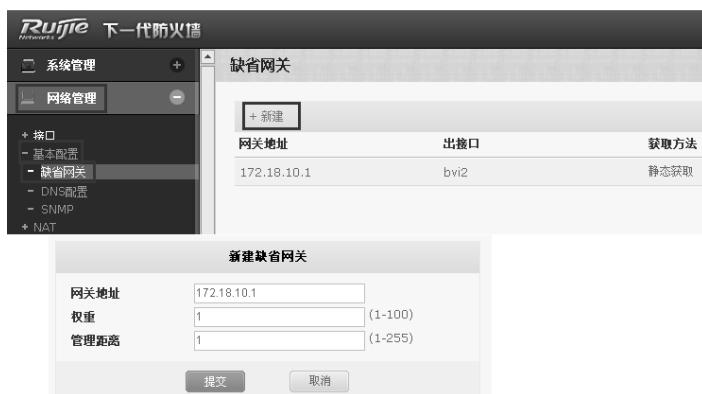 Ruijie Networks 下一代防火墙
系统管理 +
缺省网关
网络管理 -
+ 新建
+ 接口
- 基本配置
- 缺省网关
- DNS配置
- SNMP
+ NAT
网关地址 出接口 获取方法
172.18.10.1 bvi2 静态获取
新建缺省网关
网关地址 172.18.10.1
权重 1 (1-100)
管理距离 1 (1-255)
提交 取消